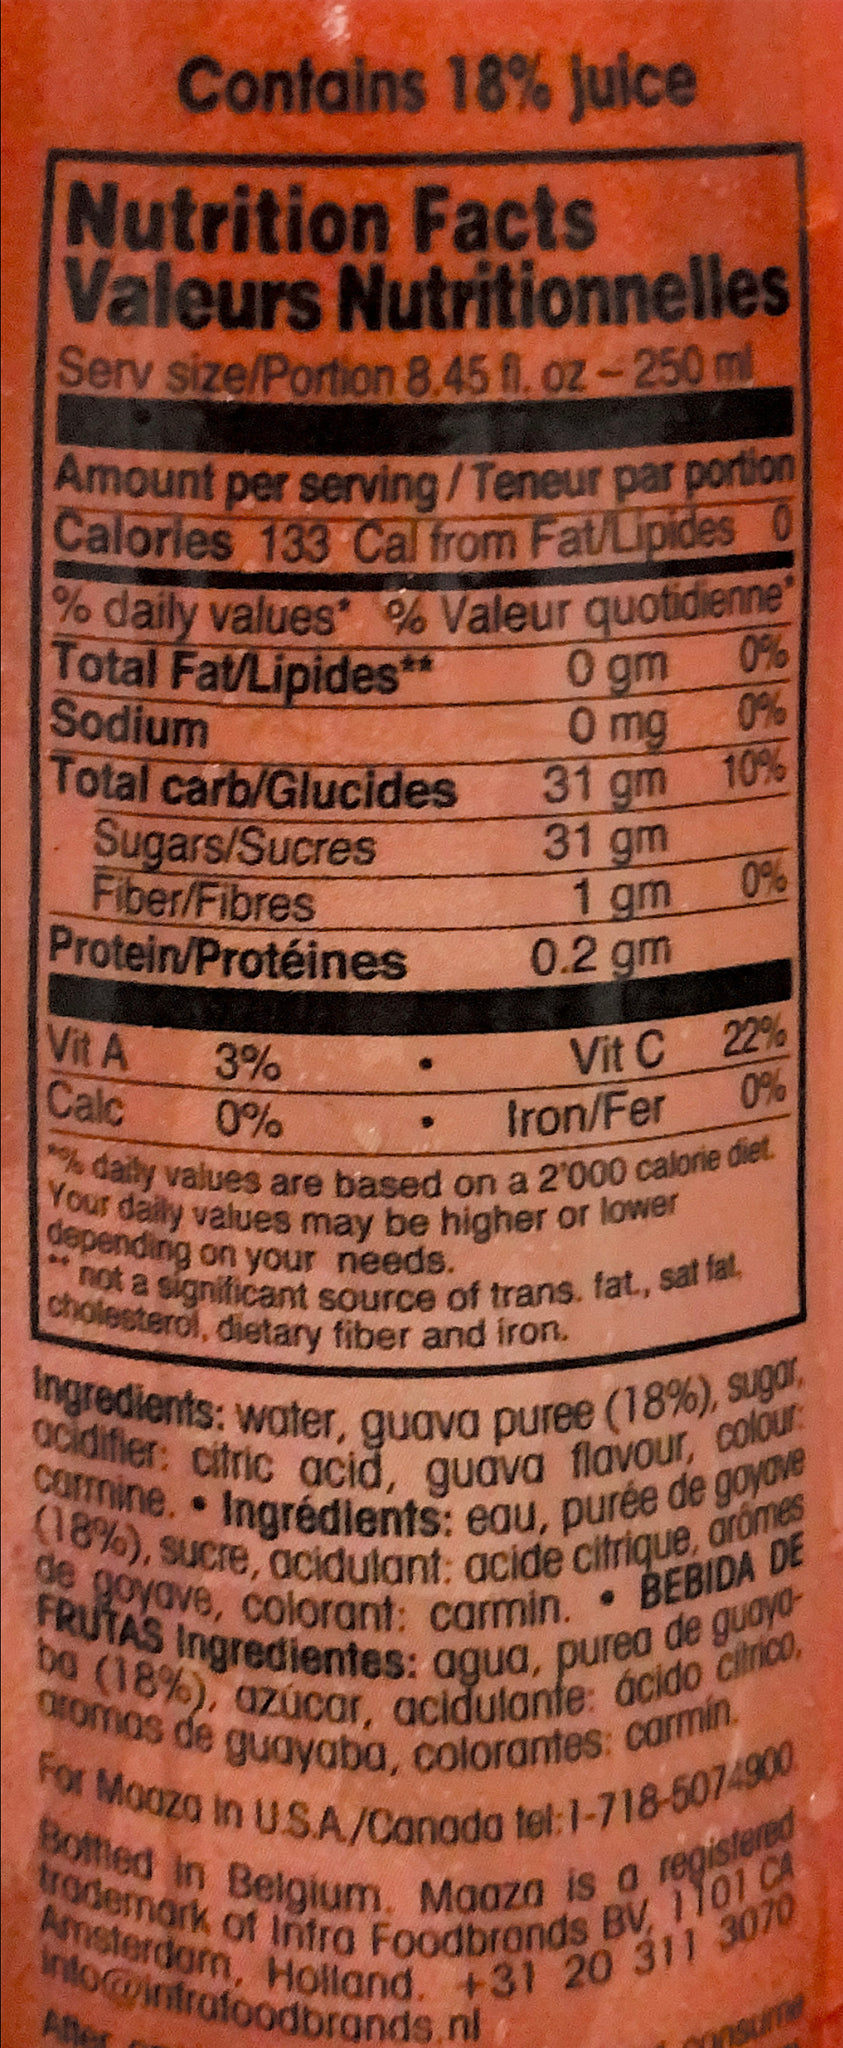 Contains 18% juice
Nutrition Facts
Valeurs Nutritionnelles
Serv size/Portion 8.45 fl. oz – 250 ml
Amount per serving / Teneur par portion
Calories 133 Cal from Fat/Lipides 0
% daily values* % Valeur quotidienne*
Total Fat/Lipides** 0 gm 0%
Sodium 0 mg 0%
Total carb/Glucides 31 gm 10%
Sugars/Sucres 31 gm
Fiber/Fibres 1 gm 0%
Protein/Protéines 0.2 gm
Vit A 3% • Vit C 22%
Calc 0% • Iron/Fer 0%
*% daily values are based on a 2'000 calorie diet.
Your daily values may be higher or lower
depending on your needs.
** not a significant source of trans. fat., sat fat,
cholesterol, dietary fiber and iron.
Ingredients: water, guava puree (18%), sugar,
acidifier: citric acid, guava flavour, colour:
carmine. • Ingrédients: eau, purée de goyave
(18%), sucre, acidulant: acide citrique, arômes
de goyave, colorant: carmin. • BEBIDA DE
FRUTAS Ingredientes: agua, purea de guaya-
ba (18%), azúcar, acidulante: ácido cítrico,
aromas de guayaba, colorantes: carmín.
For Maaza in U.S.A./Canada tel:1-718-5074900
Bottled in Belgium. Maaza is a registered
trademark of Infra Foodbrands BV, 1101 CA
Amsterdam, Holland. +31 20 311 3070
info@infrafoodbrands.nl
After consume